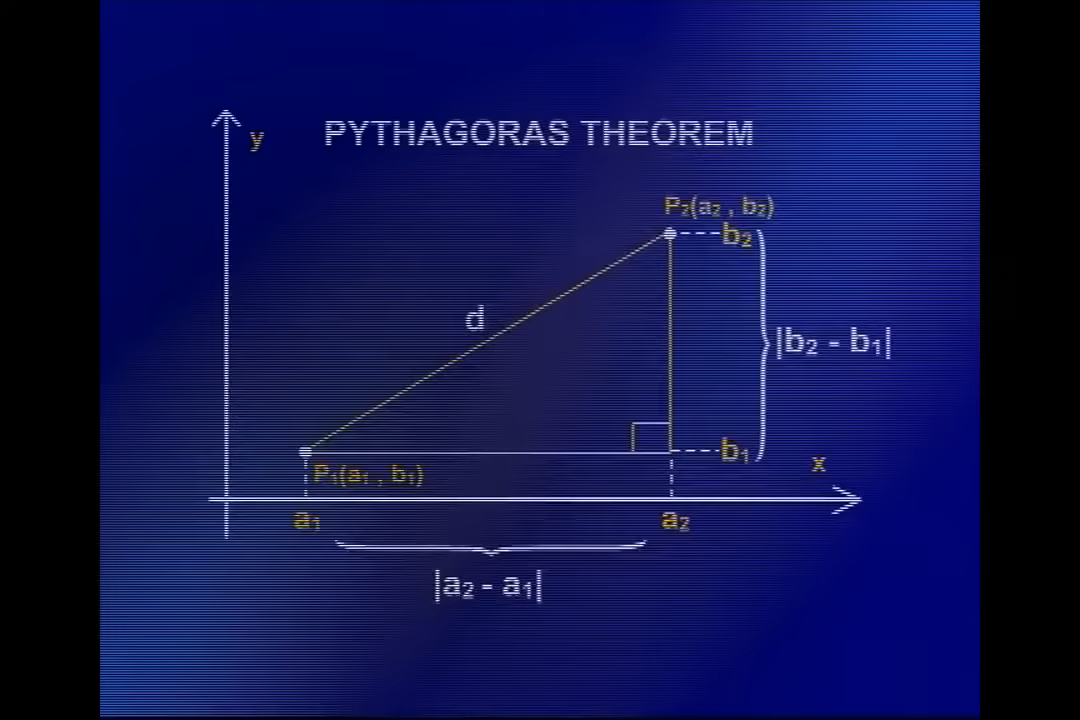 y
PYTHAGORAS THEOREM
P₂(a₂ , b₂)
b₂
d
|b₂ - b₁|
b₁
x
P₁(a₁ , b₁)
a₁
a₂
|a₂ - a₁|